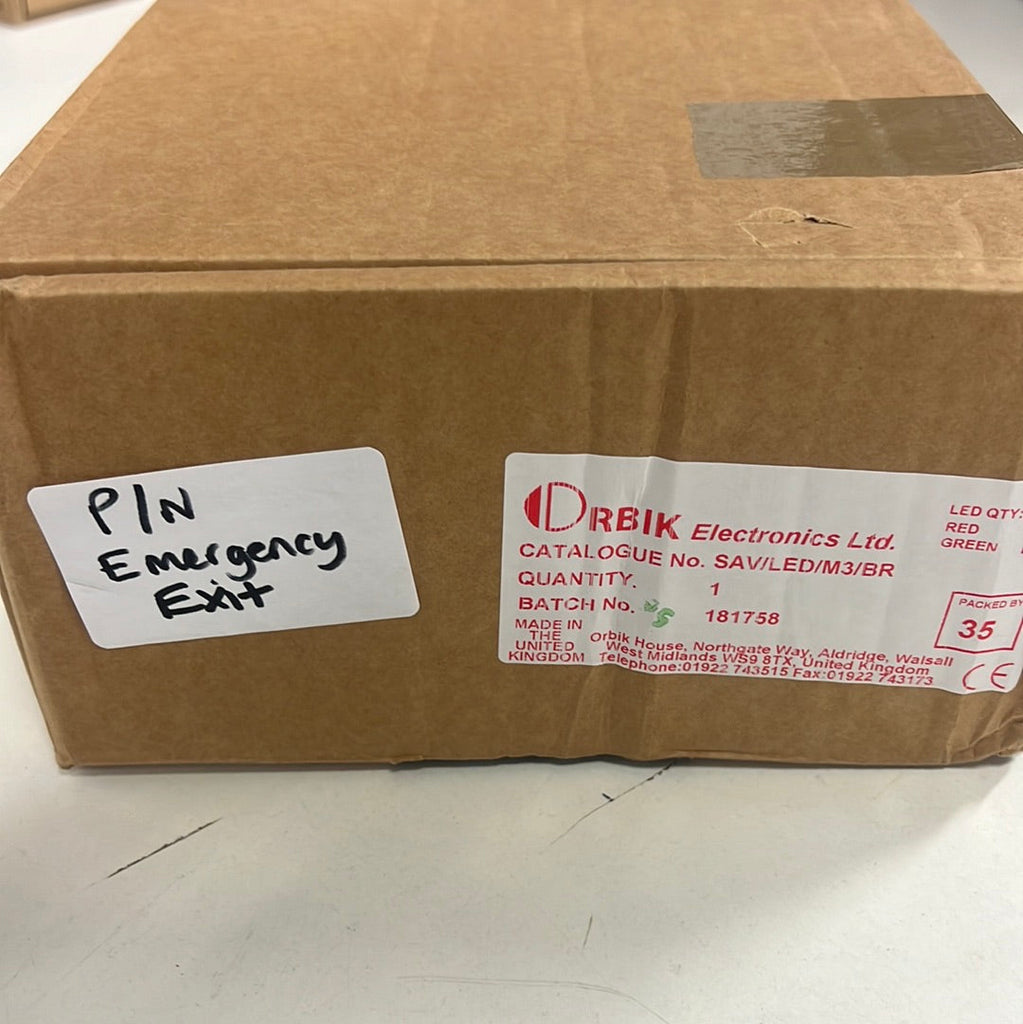 P/N
Emergency
Exit
ORBIK Electronics Ltd.
CATALOGUE No. SAV/LED/M3/BR
QUANTITY. 1
BATCH No. 181758
MADE IN
THE
UNITED
KINGDOM
Orbik House, Northgate Way, Aldridge, Walsall
West Midlands WS9 8TX, United Kingdom
Telephone:01922 743515 Fax:01922 743173
LED QTY:
RED
GREEN
PACKED BY
35
CE